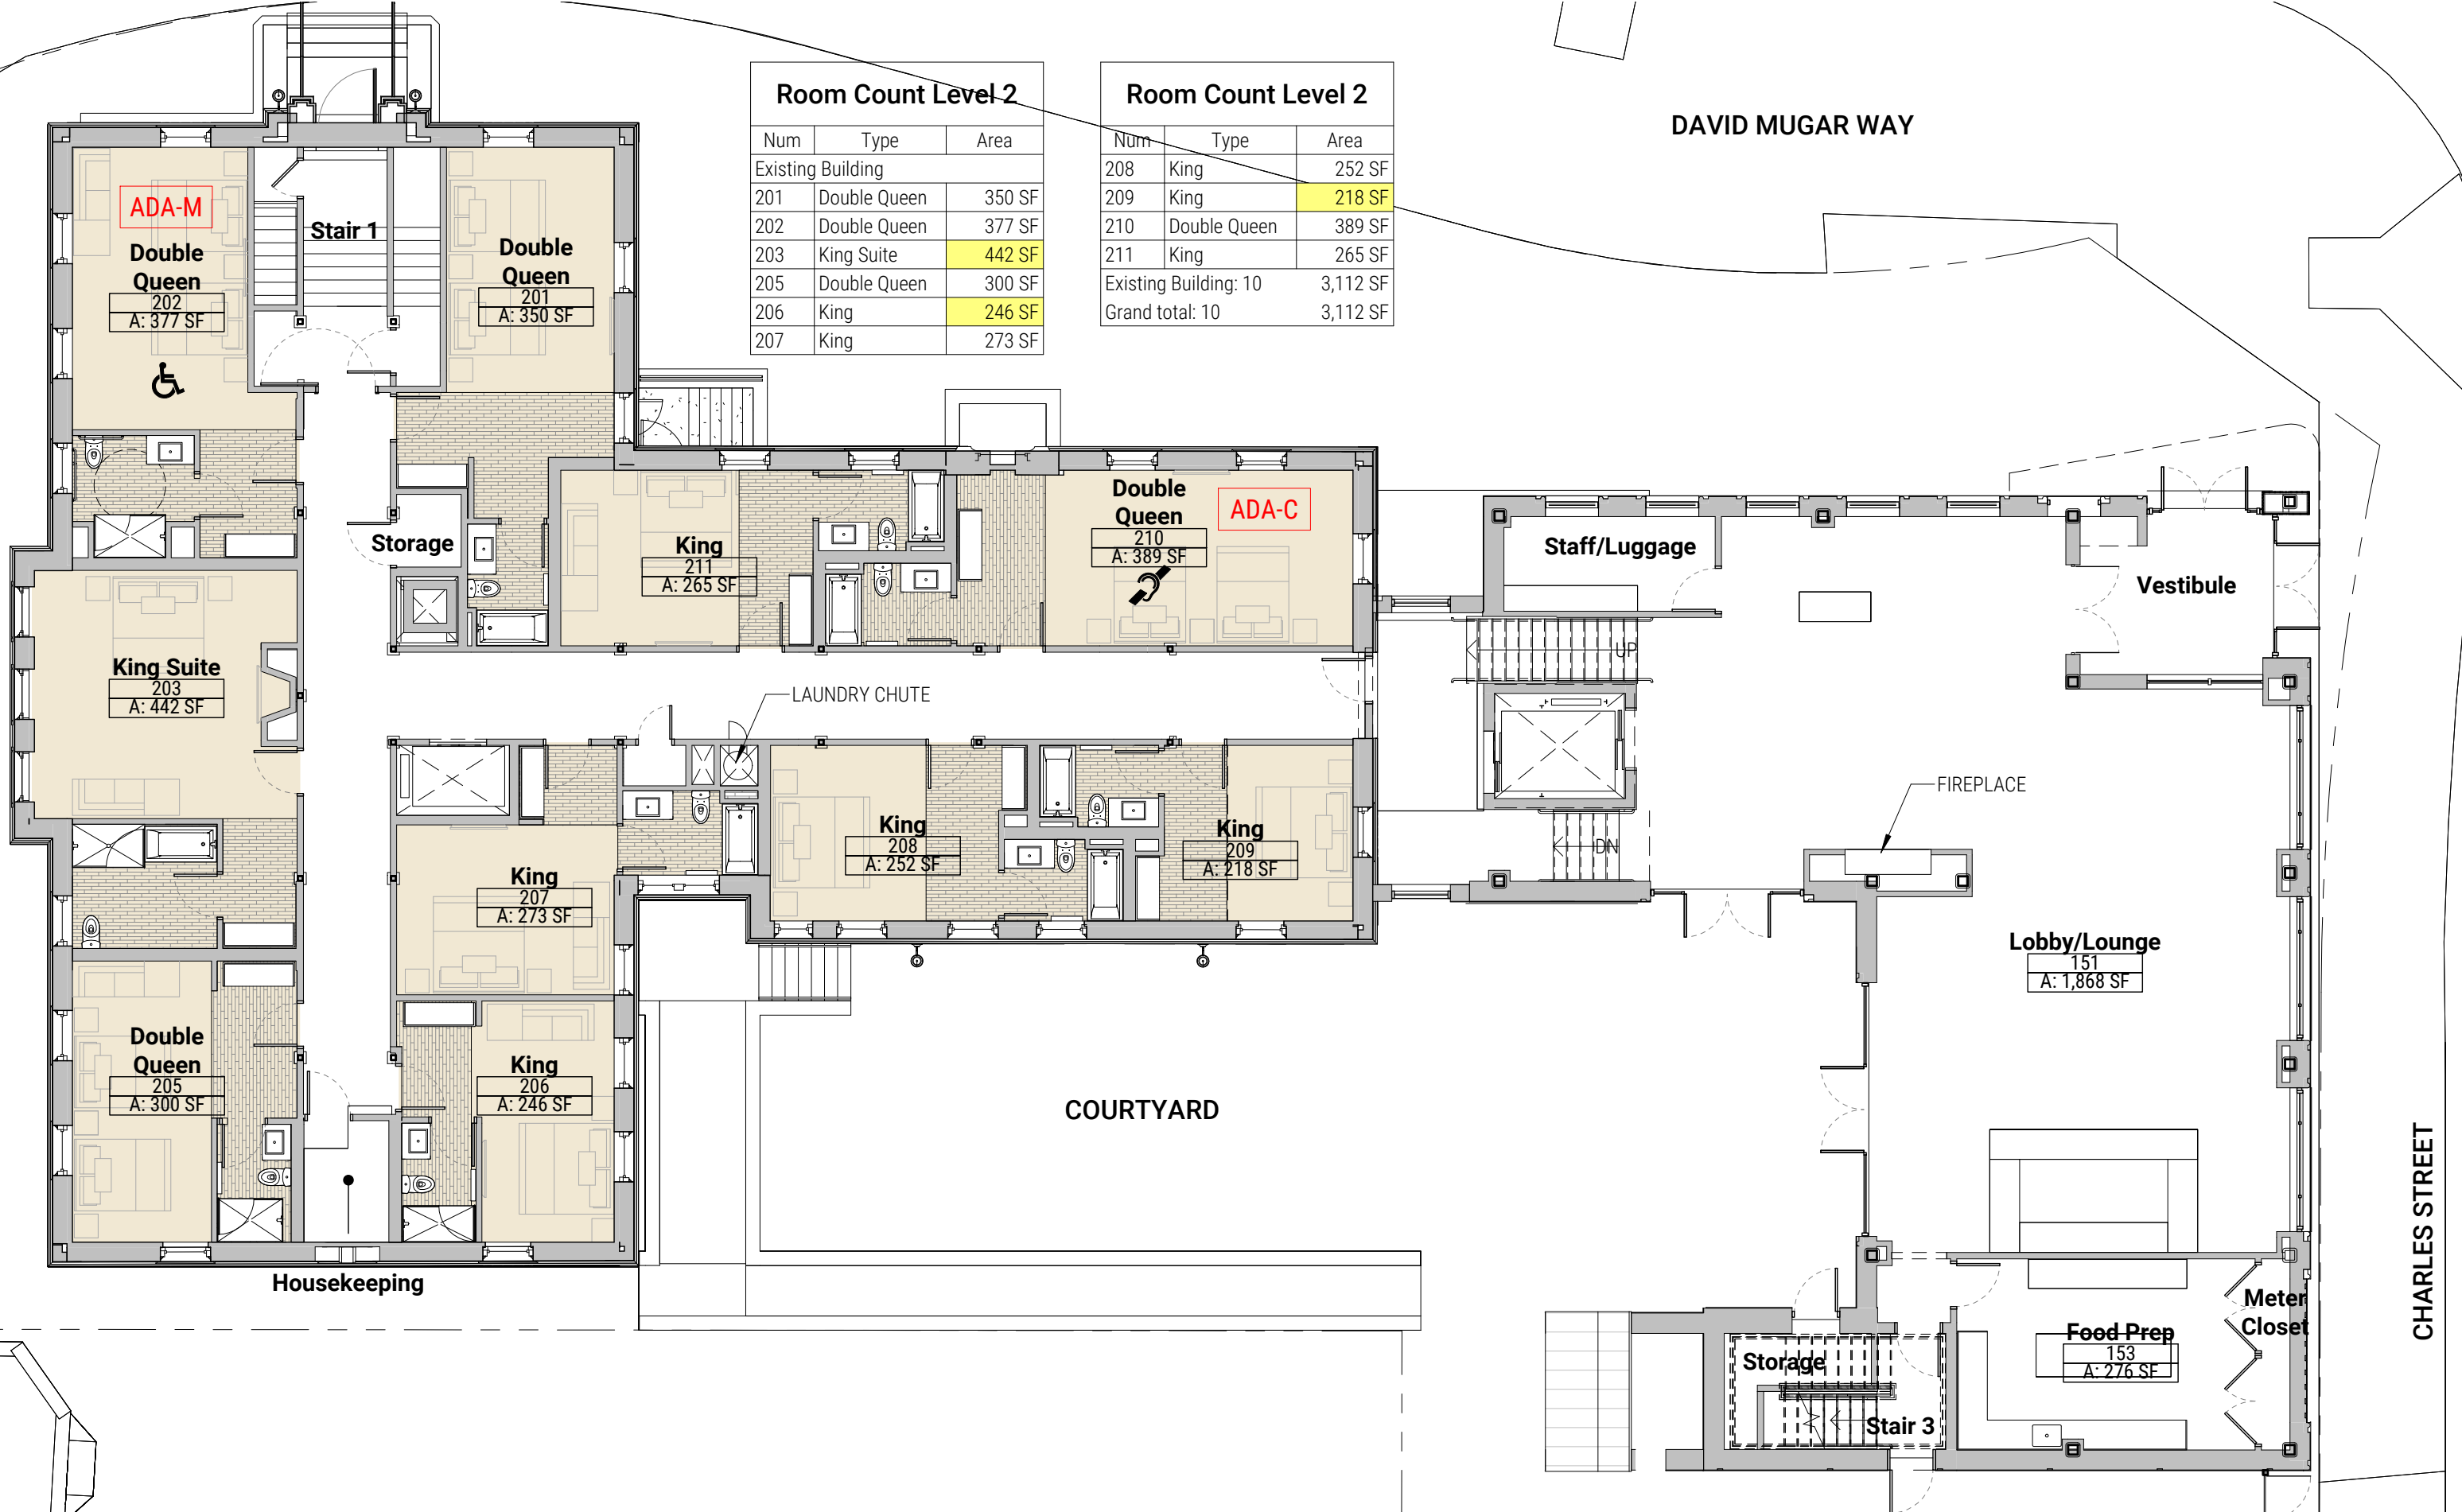 Room Count Level 2
Num Type Area
Existing Building
201 Double Queen 350 SF
202 Double Queen 377 SF
203 King Suite 442 SF
205 Double Queen 300 SF
206 King 246 SF
207 King 273 SF
Room Count Level 2
Num Type Area
208 King 252 SF
209 King 218 SF
210 Double Queen 389 SF
211 King 265 SF
Existing Building: 10 3,112 SF
Grand total: 10 3,112 SF
DAVID MUGAR WAY
ADA-M
Double
Queen
202
A: 377 SF
Stair 1
Double
Queen
201
A: 350 SF
Storage
King
211
A: 265 SF
Double
Queen
210
A: 389 SF
ADA-C
Staff/Luggage
Vestibule
UP
King Suite
203
A: 442 SF
LAUNDRY CHUTE
FIREPLACE
King
208
A: 252 SF
King
209
A: 218 SF
DN
King
207
A: 273 SF
Lobby/Lounge
151
A: 1,868 SF
Double
Queen
205
A: 300 SF
King
206
A: 246 SF
COURTYARD
CHARLES STREET
Housekeeping
Meter
Closet
Food Prep
153
A: 276 SF
Storage
Stair 3